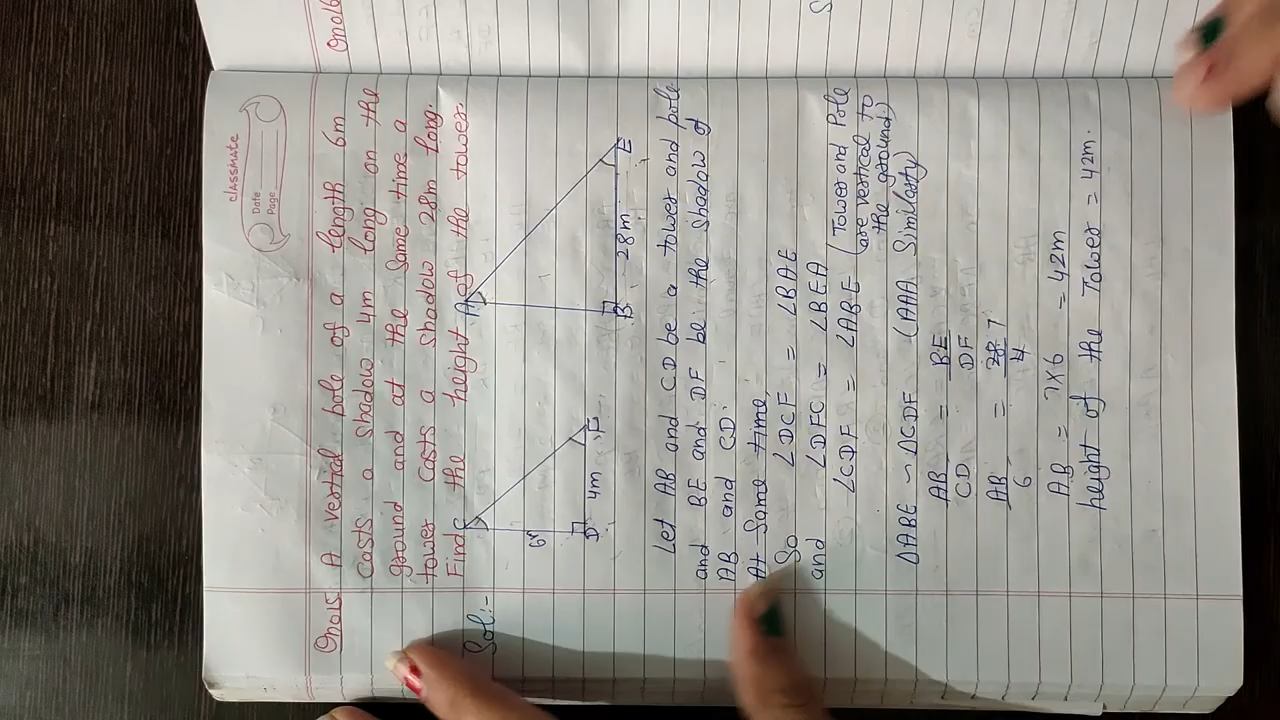 classmate
Date
Page
Qno15. A vertical pole of a length 6m
casts a shadow 4m long on the
ground and at the same time a
tower casts a shadow 28m long.
Find the height of the tower.
Sol:-
C
6m
D 4m F
A
B 28m E
Let AB and CD be a tower and pole
and BE and DF be the shadow of
AB and CD.
At same time,
So ∠DCF = ∠BAE
and ∠DFC = ∠BEA
∠CDF = ∠ABE (Tower and Pole
are vertical to
the ground.)
ΔABE ~ ΔCDF (AAA Similarity)
AB = BE
CD DF
AB = 28 7
6 4
AB = 7×6 = 42m
height of the Tower = 42m.
Qno16
S